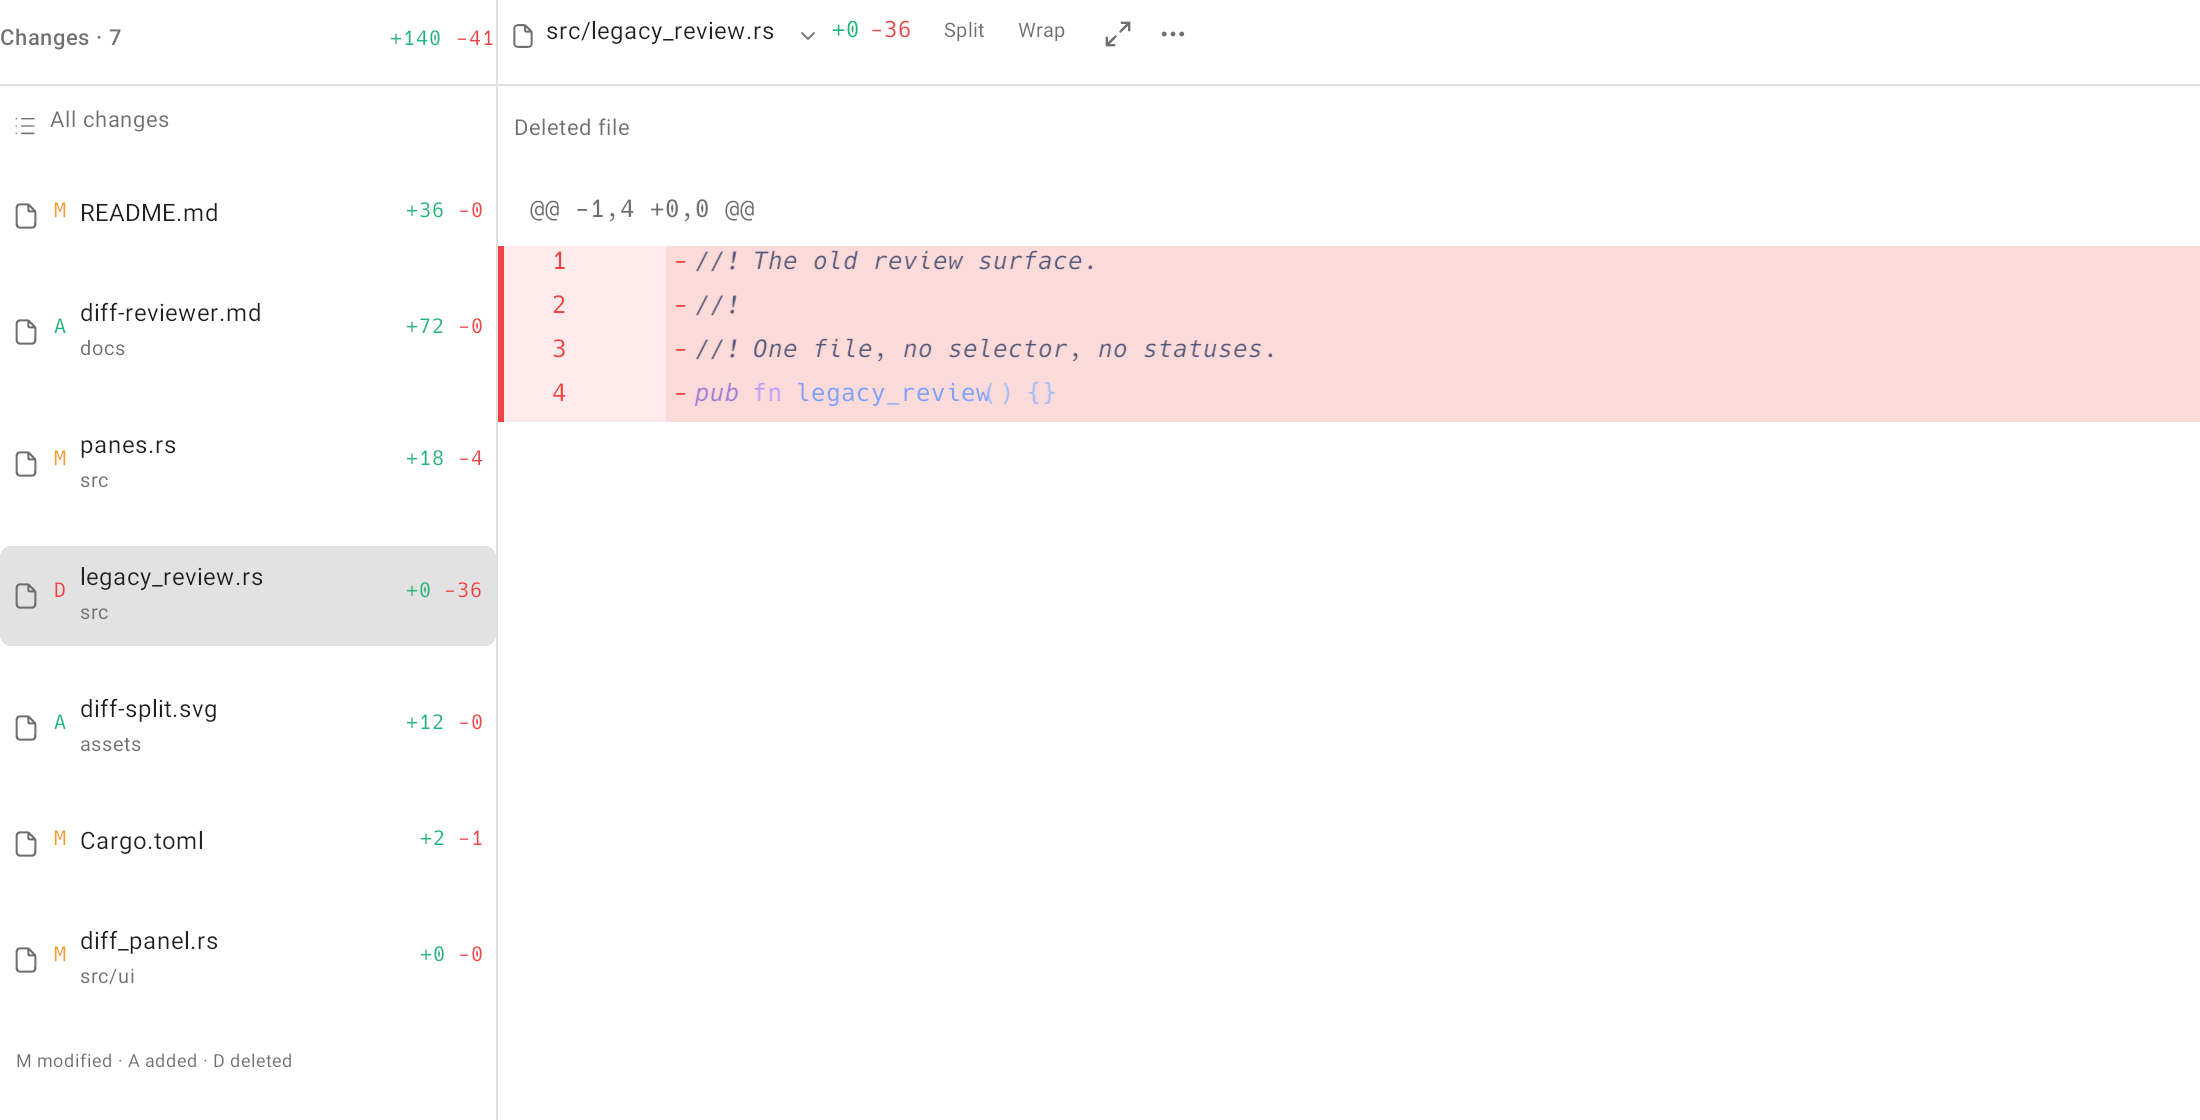 Changes · 7 +140 -41
All changes
M README.md +36 -0
A diff-reviewer.md +72 -0
docs
M panes.rs +18 -4
src
D legacy_review.rs +0 -36
src
A diff-split.svg +12 -0
assets
M Cargo.toml +2 -1
M diff_panel.rs +0 -0
src/ui
M modified · A added · D deleted
src/legacy_review.rs +0 -36 Split Wrap
Deleted file
@@ -1,4 +0,0 @@
1 -//! The old review surface.
2 -//!
3 -//! One file, no selector, no statuses.
4 -pub fn legacy_review() {}